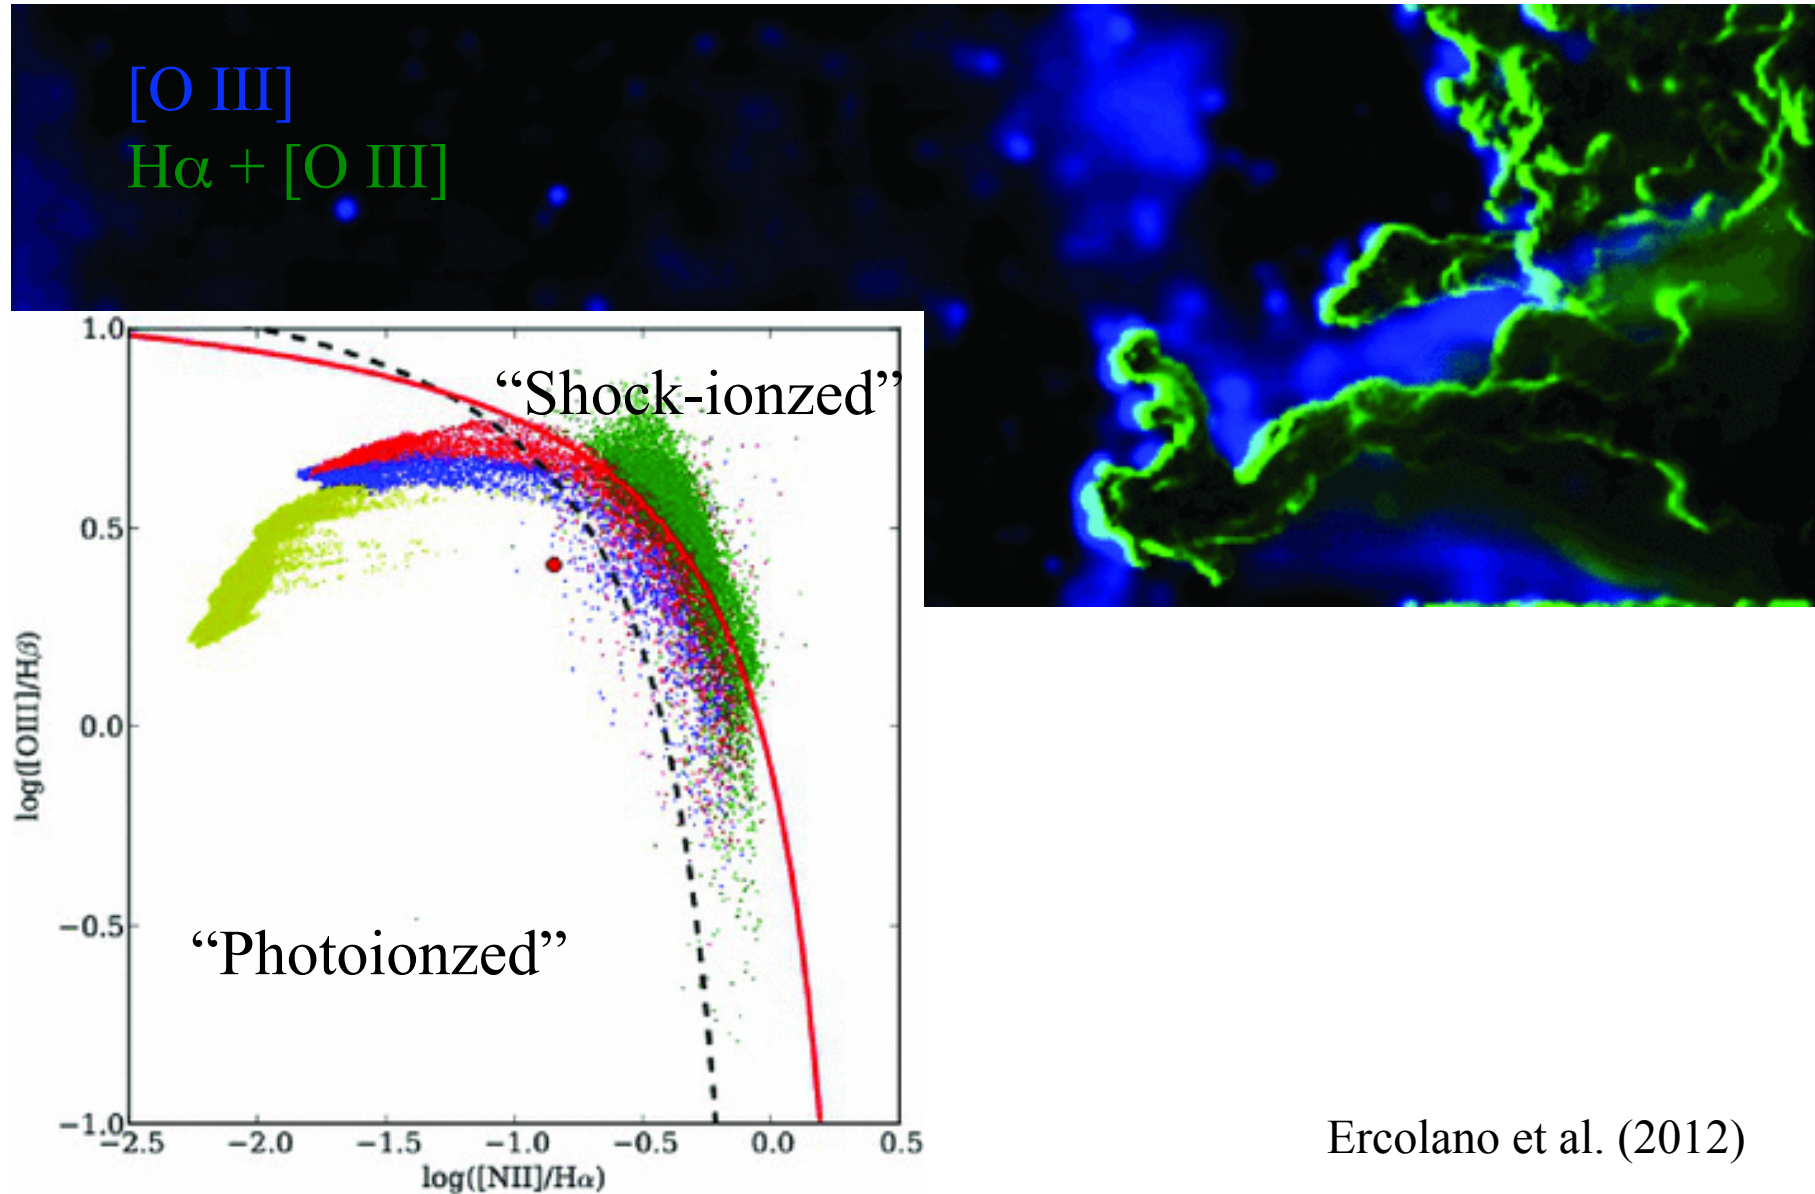 [O III]
Hα + [O III]
“Shock-ionzed”
“Photoionzed”
1.0
0.5
0.0
−0.5
−1.0
−2.5 −2.0 −1.5 −1.0 −0.5 0.0 0.5
log([OIII]/Hβ)
log([NII]/Hα)
Ercolano et al. (2012)